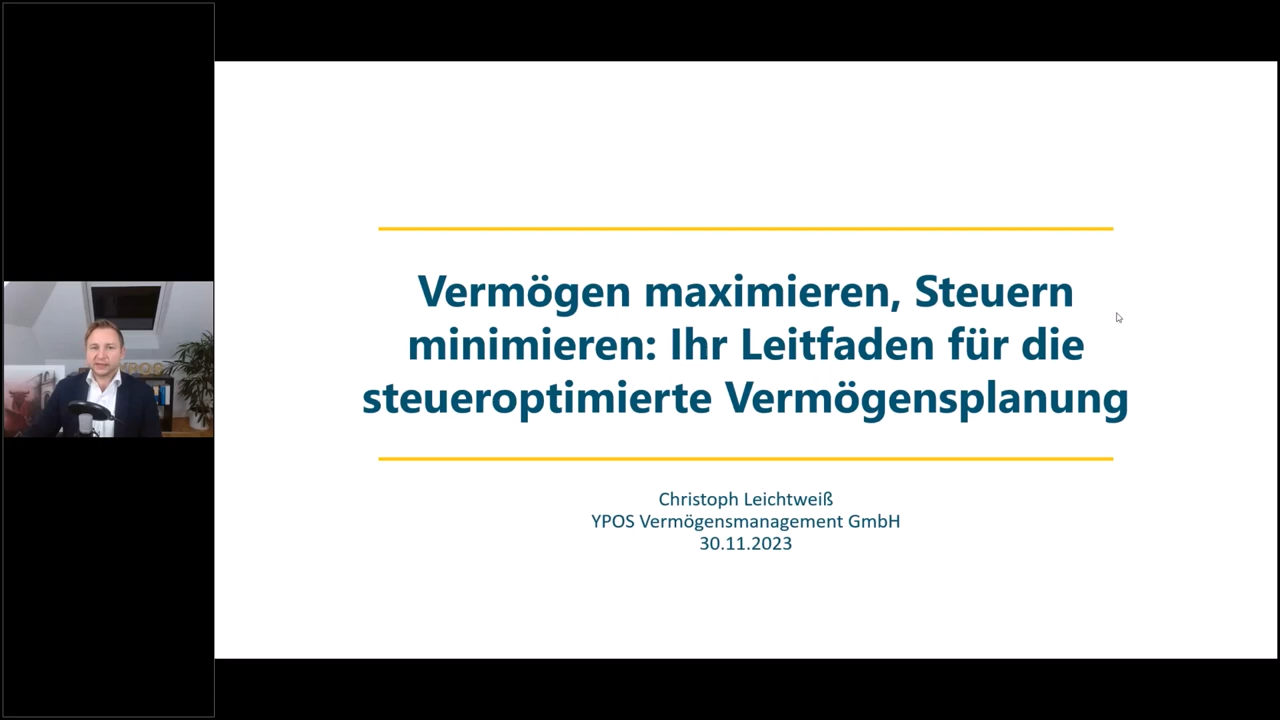 Vermögen maximieren, Steuern
minimieren: Ihr Leitfaden für die
steueroptimierte Vermögensplanung
Christoph Leichtweiß
YPOS Vermögensmanagement GmbH
30.11.2023